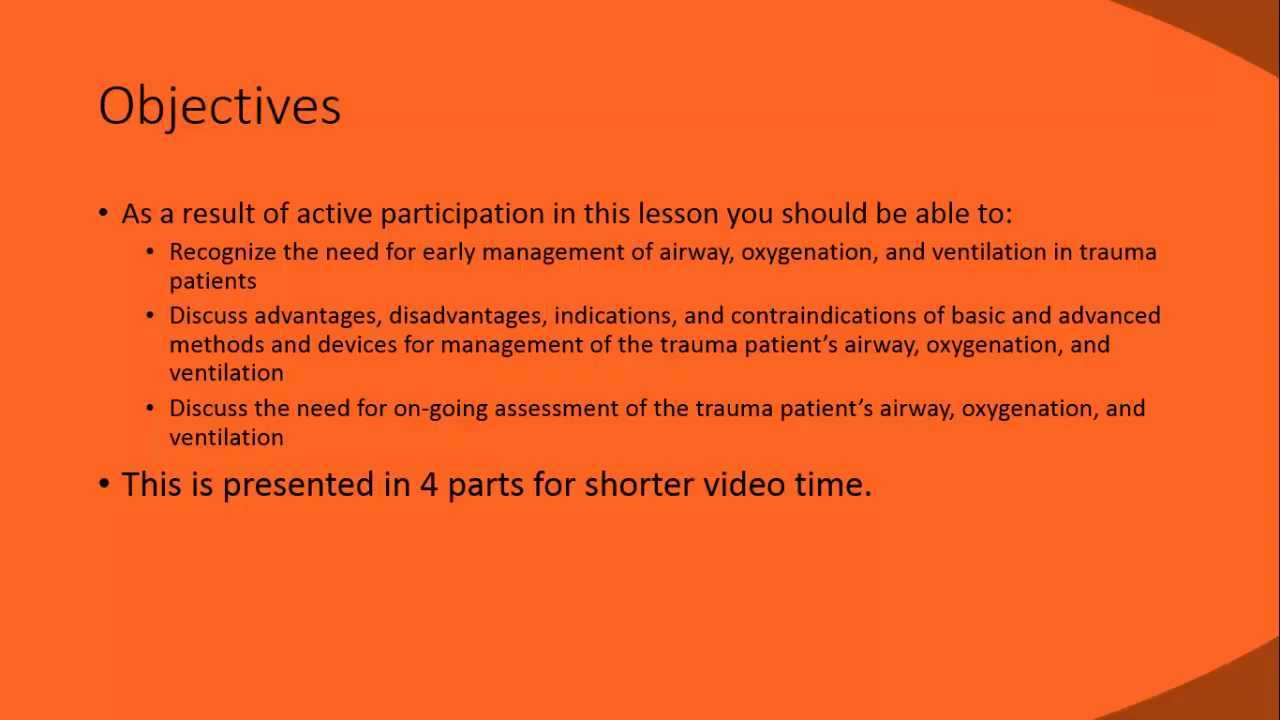 Objectives
• As a result of active participation in this lesson you should be able to:
• Recognize the need for early management of airway, oxygenation, and ventilation in trauma
patients
• Discuss advantages, disadvantages, indications, and contraindications of basic and advanced
methods and devices for management of the trauma patient’s airway, oxygenation, and
ventilation
• Discuss the need for on-going assessment of the trauma patient’s airway, oxygenation, and
ventilation
• This is presented in 4 parts for shorter video time.